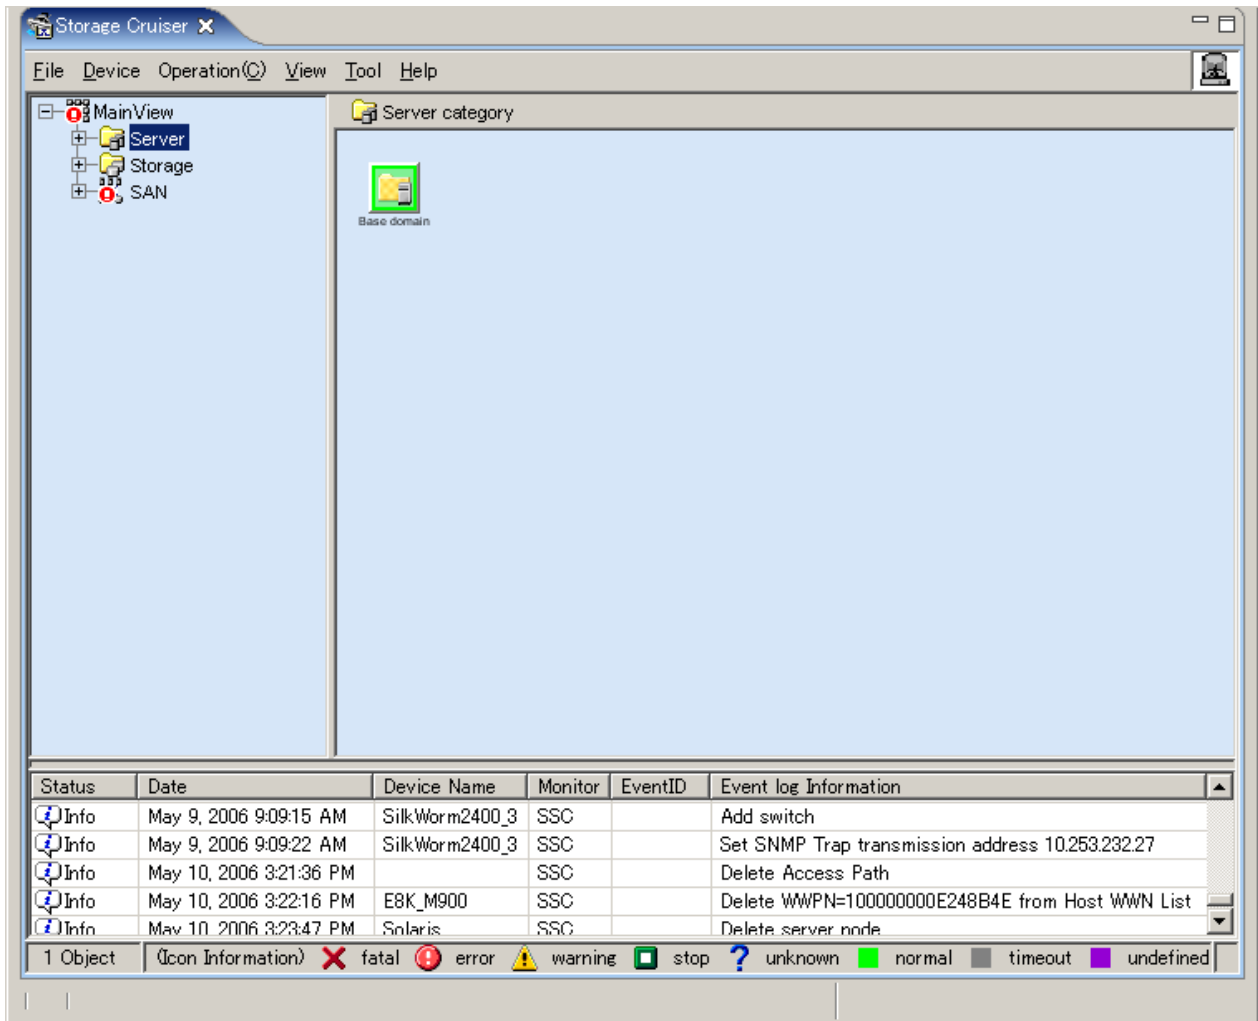 Storage Cruiser
File Device Operation(C) View Tool Help
MainView
Server
Storage
SAN
Server category
Base domain
Status Date Device Name Monitor EventID Event log Information
Info May 9, 2006 9:09:15 AM SilkWorm2400_3 SSC Add switch
Info May 9, 2006 9:09:22 AM SilkWorm2400_3 SSC Set SNMP Trap transmission address 10.253.232.27
Info May 10, 2006 3:21:36 PM SSC Delete Access Path
Info May 10, 2006 3:22:16 PM E8K_M900 SSC Delete WWPN=100000000E248B4E from Host WWN List
Info May 10, 2006 3:23:47 PM Solaris SSC Delete server node
1 Object (Icon Information) fatal error warning stop unknown normal timeout undefined